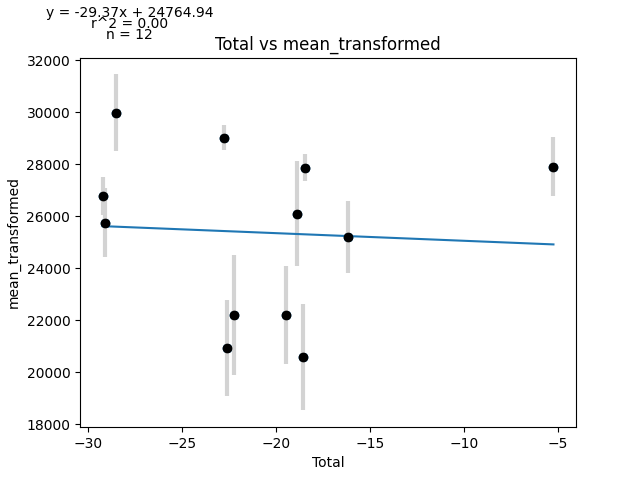 y = -29.37x + 24764.94
r^2 = 0.00
n = 12
Total vs mean_transformed
32000
30000
28000
26000
24000
22000
20000
18000
mean_transformed
−30
−25
−20
−15
−10
−5
Total